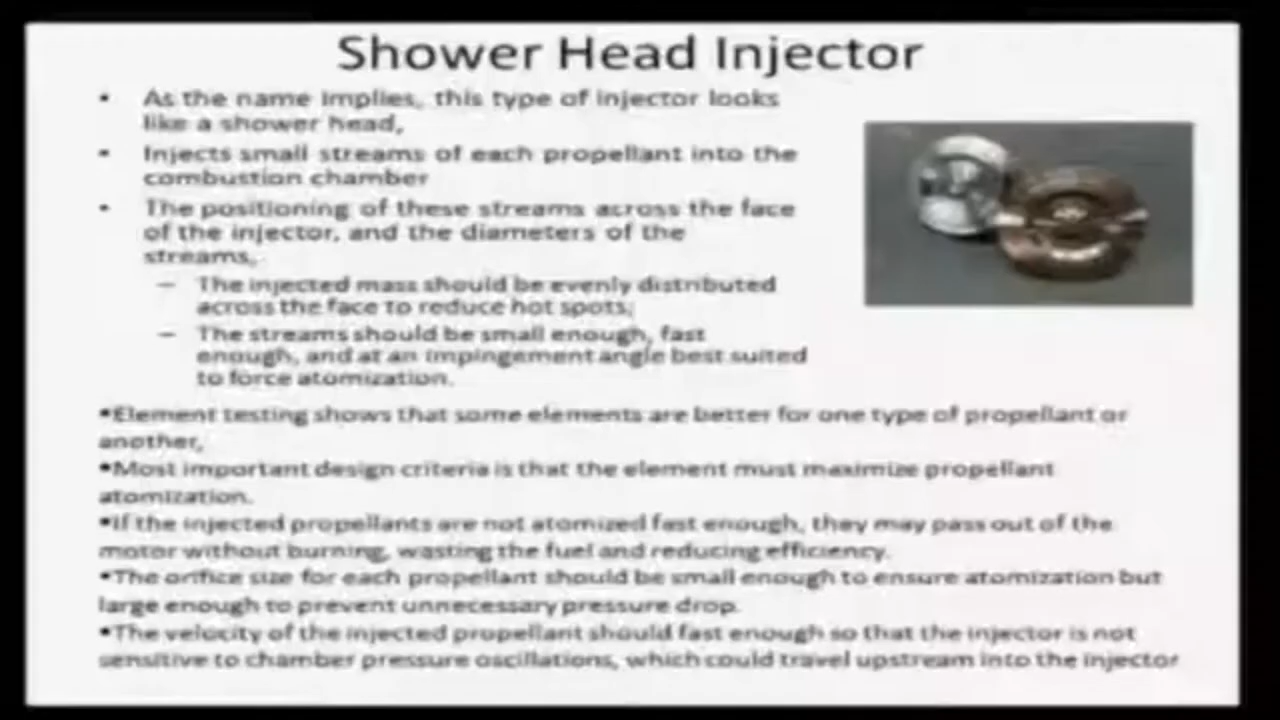 Shower Head Injector
• As the name implies, this type of injector looks
like a shower head,
• Injects small streams of each propellant into the
combustion chamber
• The positioning of these streams across the face
of the injector, and the diameters of the
streams,
– The injected mass should be evenly distributed
across the face to reduce hot spots;
– The streams should be small enough, fast
enough, and at an impingement angle best suited
to force atomization.
▪Element testing shows that some elements are better for one type of propellant or
another,
▪Most important design criteria is that the element must maximize propellant
atomization.
▪If the injected propellants are not atomized fast enough, they may pass out of the
motor without burning, wasting the fuel and reducing efficiency.
▪The orifice size for each propellant should be small enough to ensure atomization but
large enough to prevent unnecessary pressure drop.
▪The velocity of the injected propellant should fast enough so that the injector is not
sensitive to chamber pressure oscillations, which could travel upstream into the injector